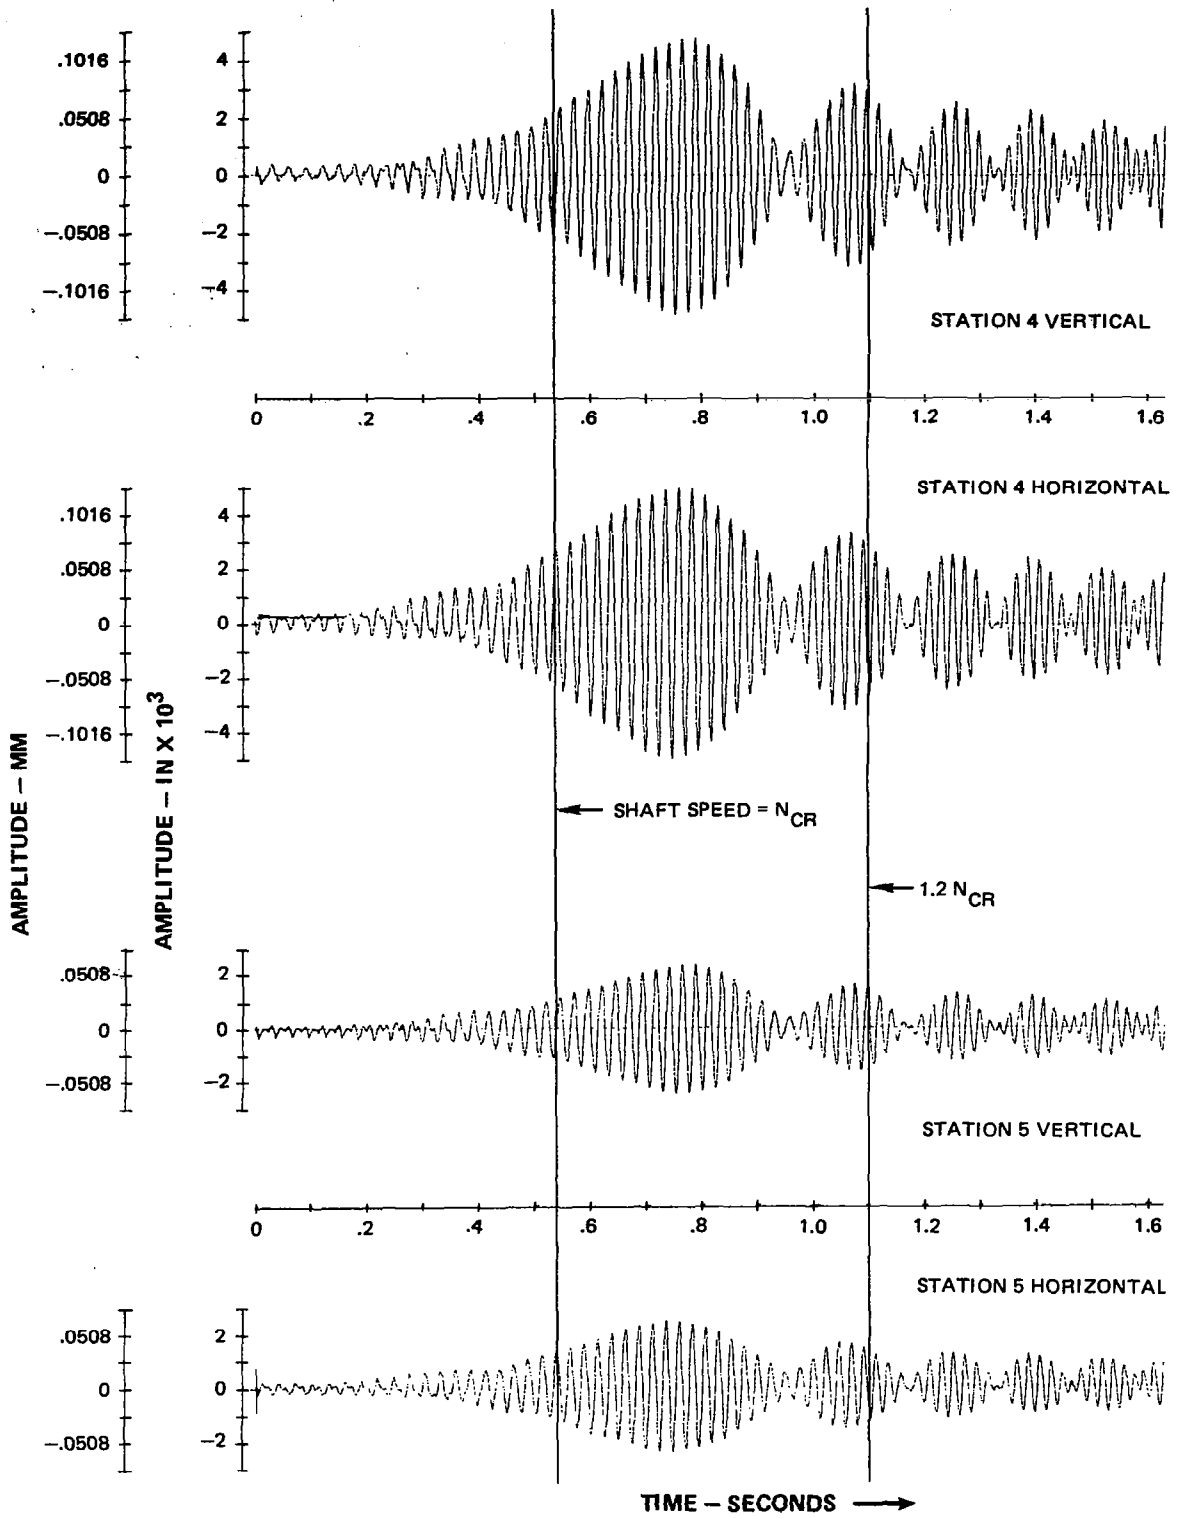 .1016
.0508
0
−.0508
−.1016
4
2
0
−2
−4
STATION 4 VERTICAL
0 .2 .4 .6 .8 1.0 1.2 1.4 1.6
STATION 4 HORIZONTAL
.1016
.0508
0
−.0508
−.1016
4
2
0
−2
−4
AMPLITUDE − MM
AMPLITUDE − IN X 10³
SHAFT SPEED = N_CR
1.2 N_CR
.0508
0
−.0508
2
0
−2
STATION 5 VERTICAL
0 .2 .4 .6 .8 1.0 1.2 1.4 1.6
STATION 5 HORIZONTAL
.0508
0
−.0508
2
0
−2
TIME − SECONDS